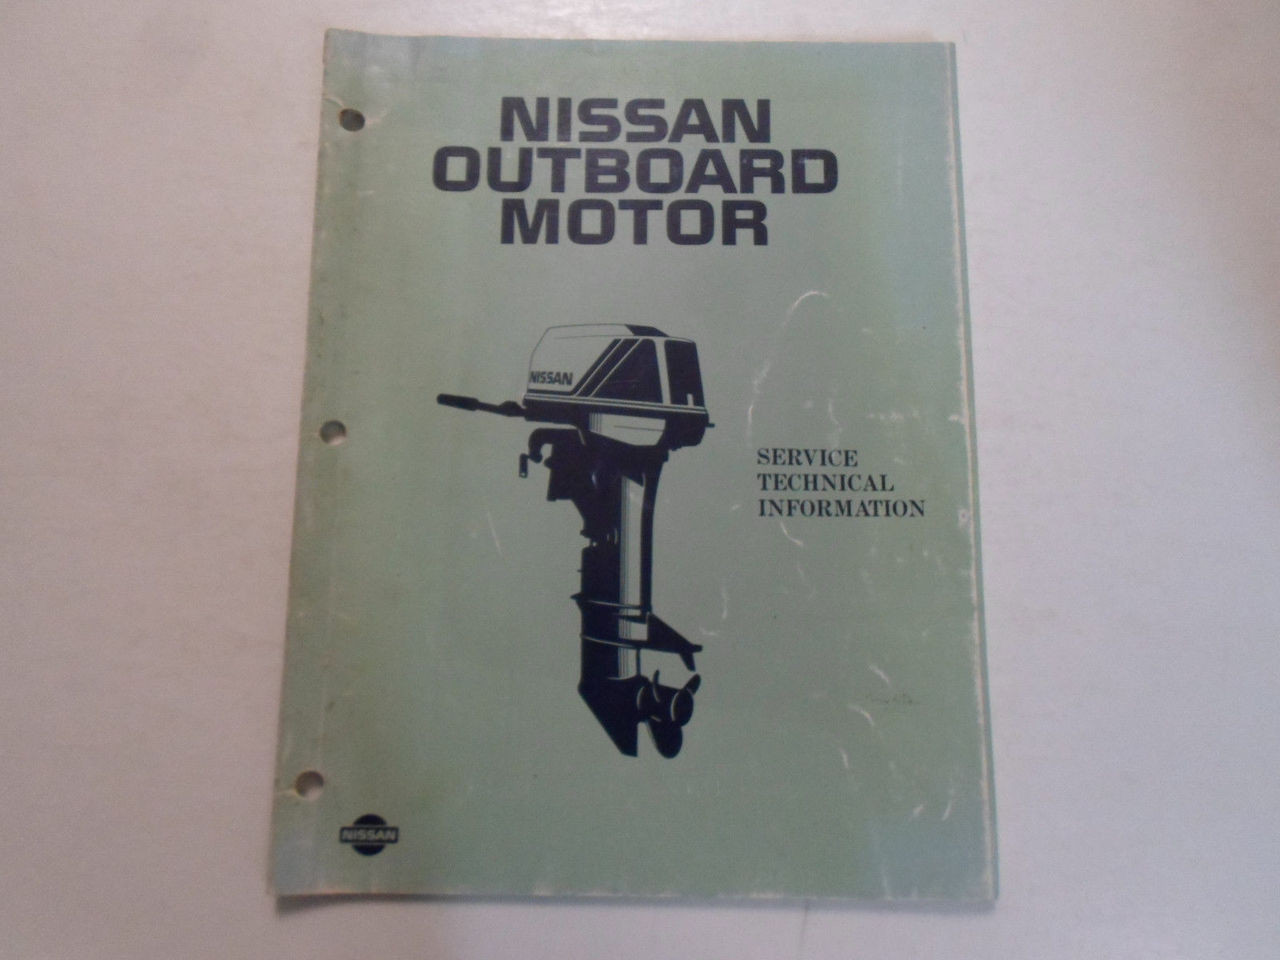 NISSAN
OUTBOARD
MOTOR
NISSAN
SERVICE
TECHNICAL
INFORMATION
NISSAN